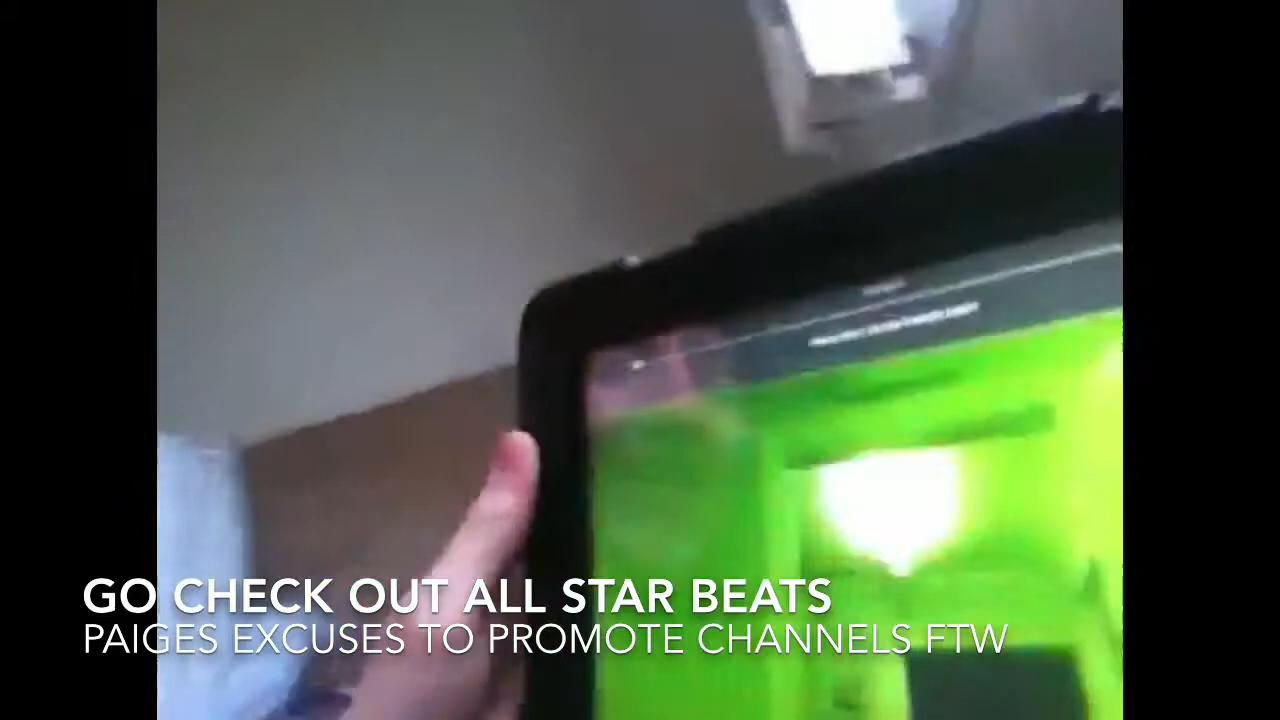 GO CHECK OUT ALL STAR BEATS
PAIGES EXCUSES TO PROMOTE CHANNELS FTW